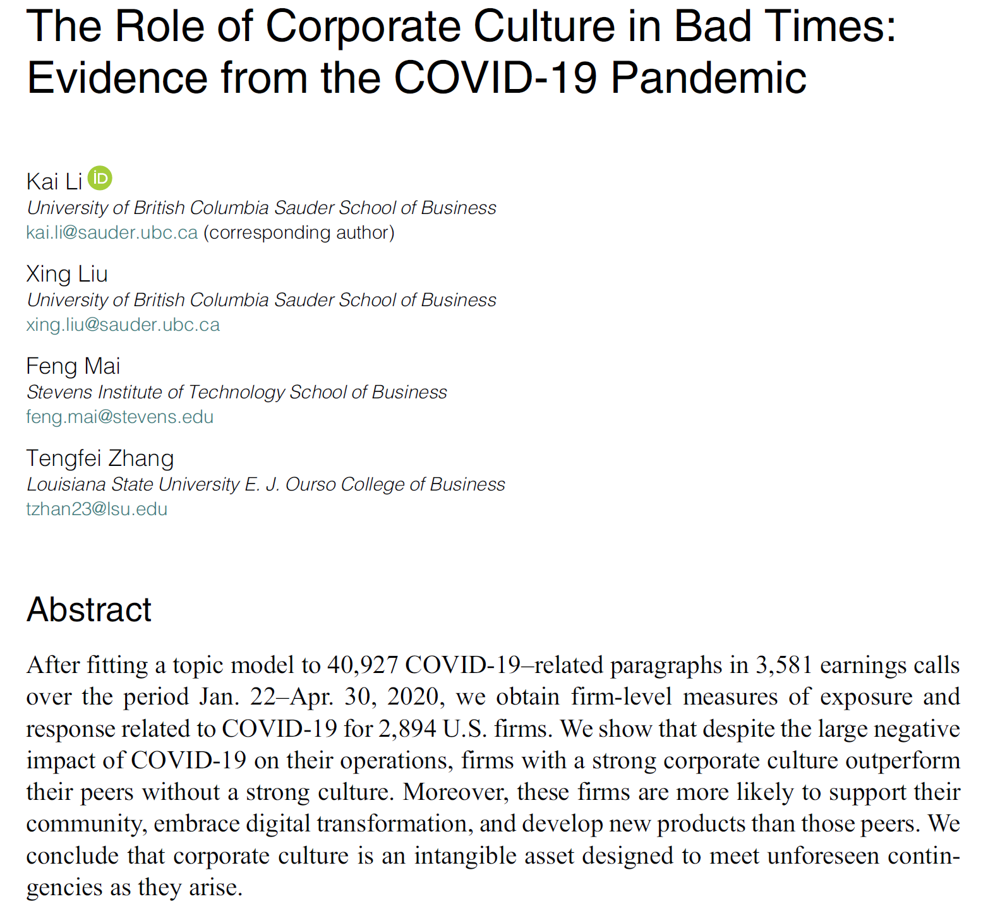 The Role of Corporate Culture in Bad Times:
Evidence from the COVID-19 Pandemic
Kai Li iD
University of British Columbia Sauder School of Business
kai.li@sauder.ubc.ca (corresponding author)
Xing Liu
University of British Columbia Sauder School of Business
xing.liu@sauder.ubc.ca
Feng Mai
Stevens Institute of Technology School of Business
feng.mai@stevens.edu
Tengfei Zhang
Louisiana State University E. J. Ourso College of Business
tzhan23@lsu.edu
Abstract
After fitting a topic model to 40,927 COVID-19–related paragraphs in 3,581 earnings calls
over the period Jan. 22–Apr. 30, 2020, we obtain firm-level measures of exposure and
response related to COVID-19 for 2,894 U.S. firms. We show that despite the large negative
impact of COVID-19 on their operations, firms with a strong corporate culture outperform
their peers without a strong culture. Moreover, these firms are more likely to support their
community, embrace digital transformation, and develop new products than those peers. We
conclude that corporate culture is an intangible asset designed to meet unforeseen contin-
gencies as they arise.